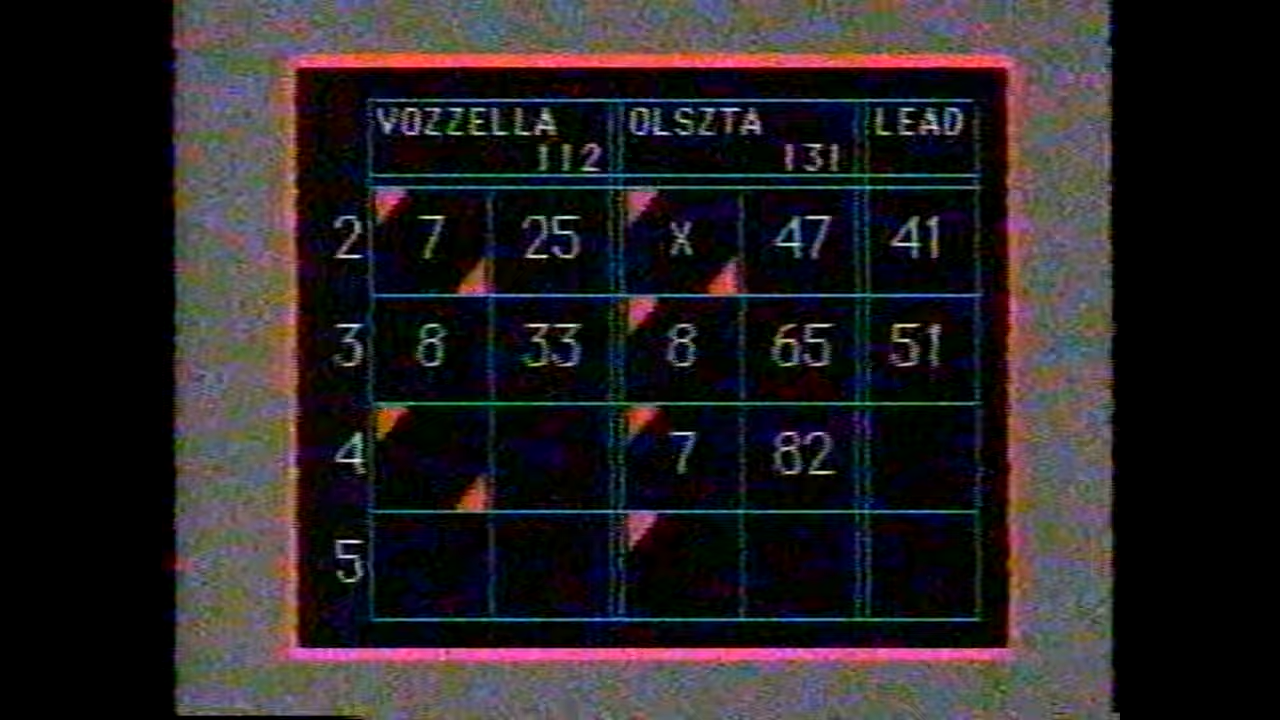 VOZZELLA OLSZTA LEAD
112 131
2 7 25 X 47 41
3 8 33 8 65 51
4 7 82
5